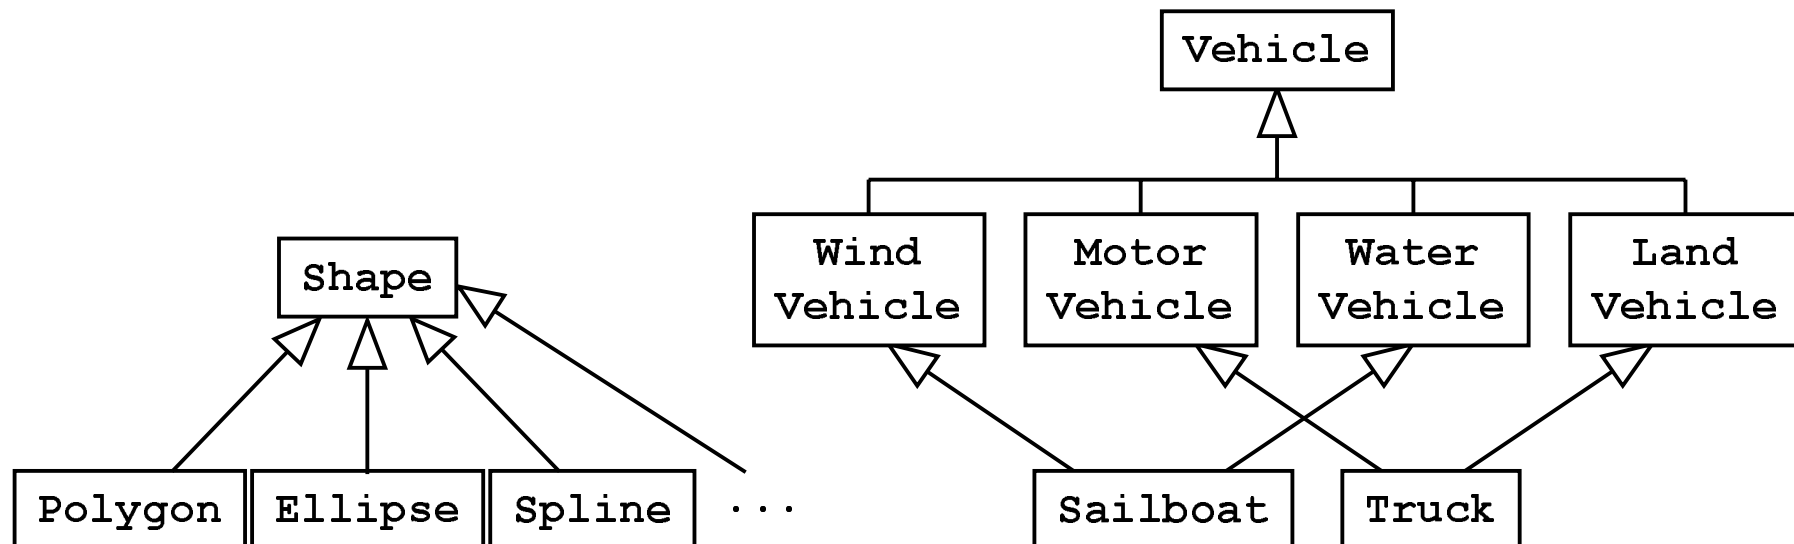 Vehicle
Wind
Vehicle
Motor
Vehicle
Water
Vehicle
Land
Vehicle
Shape
Polygon
Ellipse
Spline
...
Sailboat
Truck